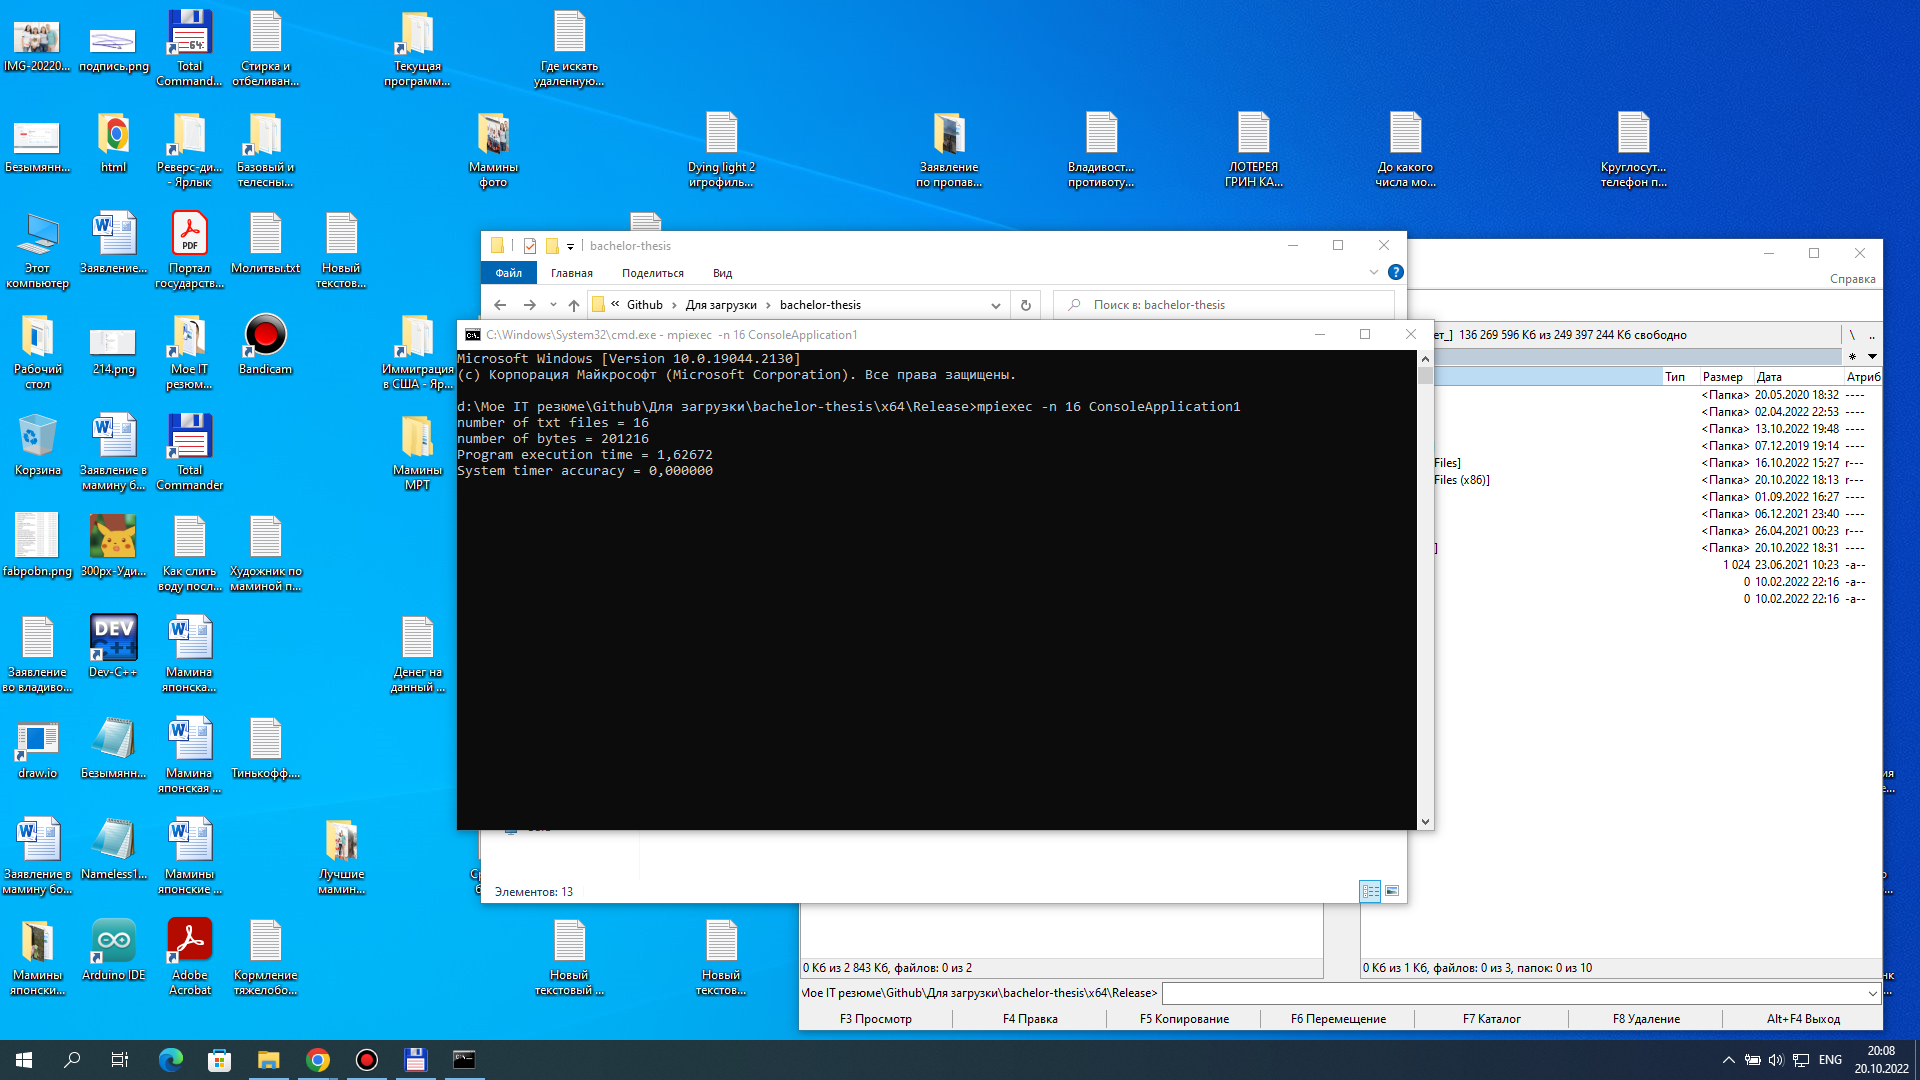 IMG-20220...
подпись.png
Total
Command...
Стирка и
отбеливан...
Текущая
программ...
Где искать
удаленную...
Безымянн...
html
Реверс-ди...
- Ярлык
Базовый и
телесны...
Мамины
фото
Dying light 2
игрофиль...
Заявление
по пропав...
Владивост...
противоту...
ЛОТЕРЕЯ
ГРИН КА...
До какого
числа мо...
Круглосут...
телефон п...
Этот
компьютер
Заявление...
Портал
государств...
Молитвы.txt
Новый
текстов...
Рабочий
стол
214.png
Мое IT
резюм...
Bandicam
Иммиграция
в США - Яр...
Корзина
Заявление в
мамину б...
Total
Commander
Мамины
МРТ
fabpobn.png
300px-Уди...
Как слить
воду посл...
Художник по
маминой п...
Заявление
во владиво...
DEV
C++
Dev-C++
Мамина
японска...
Денег на
данный ...
draw.io
Безымянн...
Мамина
японская ...
Тинькофф....
Заявление в
мамину бо...
Nameless1...
Мамины
японские ...
Лучшие
мамин...
Мамины
японски...
Arduino IDE
Adobe
Acrobat
Кормление
тяжелобо...
Новый
текстовый ...
Новый
текстов...
bachelor-thesis
Файл
Главная
Поделиться
Вид
« Github › Для загрузки › bachelor-thesis
Поиск в: bachelor-thesis
C:\Windows\System32\cmd.exe - mpiexec -n 16 ConsoleApplication1
Microsoft Windows [Version 10.0.19044.2130]
(c) Корпорация Майкрософт (Microsoft Corporation). Все права защищены.
d:\Мое IT резюме\Github\Для загрузки\bachelor-thesis\x64\Release>mpiexec -n 16 ConsoleApplication1
number of txt files = 16
number of bytes = 201216
Program execution time = 1,62672
System timer accuracy = 0,000000
Элементов: 13
Справка
ет_] 136 269 596 Кб из 249 397 244 Кб свободно
\ ..
* 
Тип Размер Дата Атриб
<Папка> 20.05.2020 18:32 ----
<Папка> 02.04.2022 22:53 ----
<Папка> 13.10.2022 19:48 ----
<Папка> 07.12.2019 19:14 ----
Files] <Папка> 16.10.2022 15:27 r---
Files (x86)] <Папка> 20.10.2022 18:13 r---
<Папка> 01.09.2022 16:27 ----
<Папка> 06.12.2021 23:40 ----
<Папка> 26.04.2021 00:23 r---
] <Папка> 20.10.2022 18:31 ----
1 024 23.06.2021 10:23 -a--
0 10.02.2022 22:16 -a--
0 10.02.2022 22:16 -a--
0 Кб из 2 843 Кб, файлов: 0 из 2
0 Кб из 1 Кб, файлов: 0 из 3, папок: 0 из 10
Мое IT резюме\Github\Для загрузки\bachelor-thesis\x64\Release>
F3 Просмотр
F4 Правка
F5 Копирование
F6 Перемещение
F7 Каталог
F8 Удаление
Alt+F4 Выход
ENG
20:08
20.10.2022